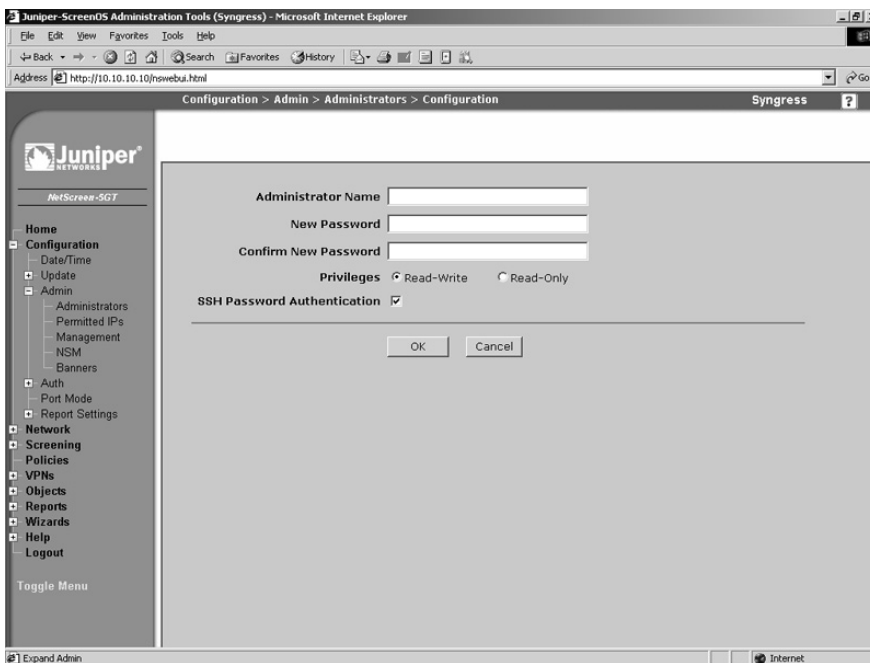 Juniper-ScreenOS Administration Tools (Syngress) - Microsoft Internet Explorer
File Edit View Favorites Tools Help
Back Search Favorites History
Address http://10.10.10.10/nswebui.html Go
Configuration > Admin > Administrators > Configuration Syngress ?
Juniper®
NETWORKS
NetScreen-5GT
Home
Configuration
Date/Time
Update
Admin
Administrators
Permitted IPs
Management
NSM
Banners
Auth
Port Mode
Report Settings
Network
Screening
Policies
VPNs
Objects
Reports
Wizards
Help
Logout
Toggle Menu
Administrator Name
New Password
Confirm New Password
Privileges Read-Write Read-Only
SSH Password Authentication
OK Cancel
Expand Admin Internet